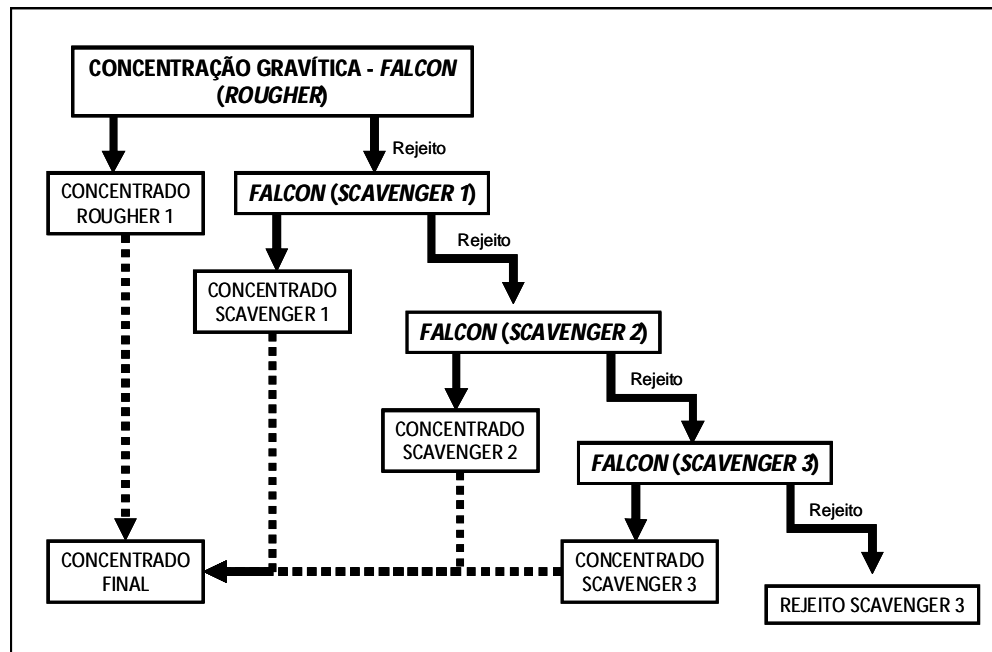 CONCENTRAÇÃO GRAVÍTICA - FALCON
(ROUGHER)
Rejeito
CONCENTRADO
ROUGHER 1
FALCON (SCAVENGER 1)
Rejeito
CONCENTRADO
SCAVENGER 1
FALCON (SCAVENGER 2)
Rejeito
CONCENTRADO
SCAVENGER 2
FALCON (SCAVENGER 3)
Rejeito
CONCENTRADO
FINAL
CONCENTRADO
SCAVENGER 3
REJEITO SCAVENGER 3